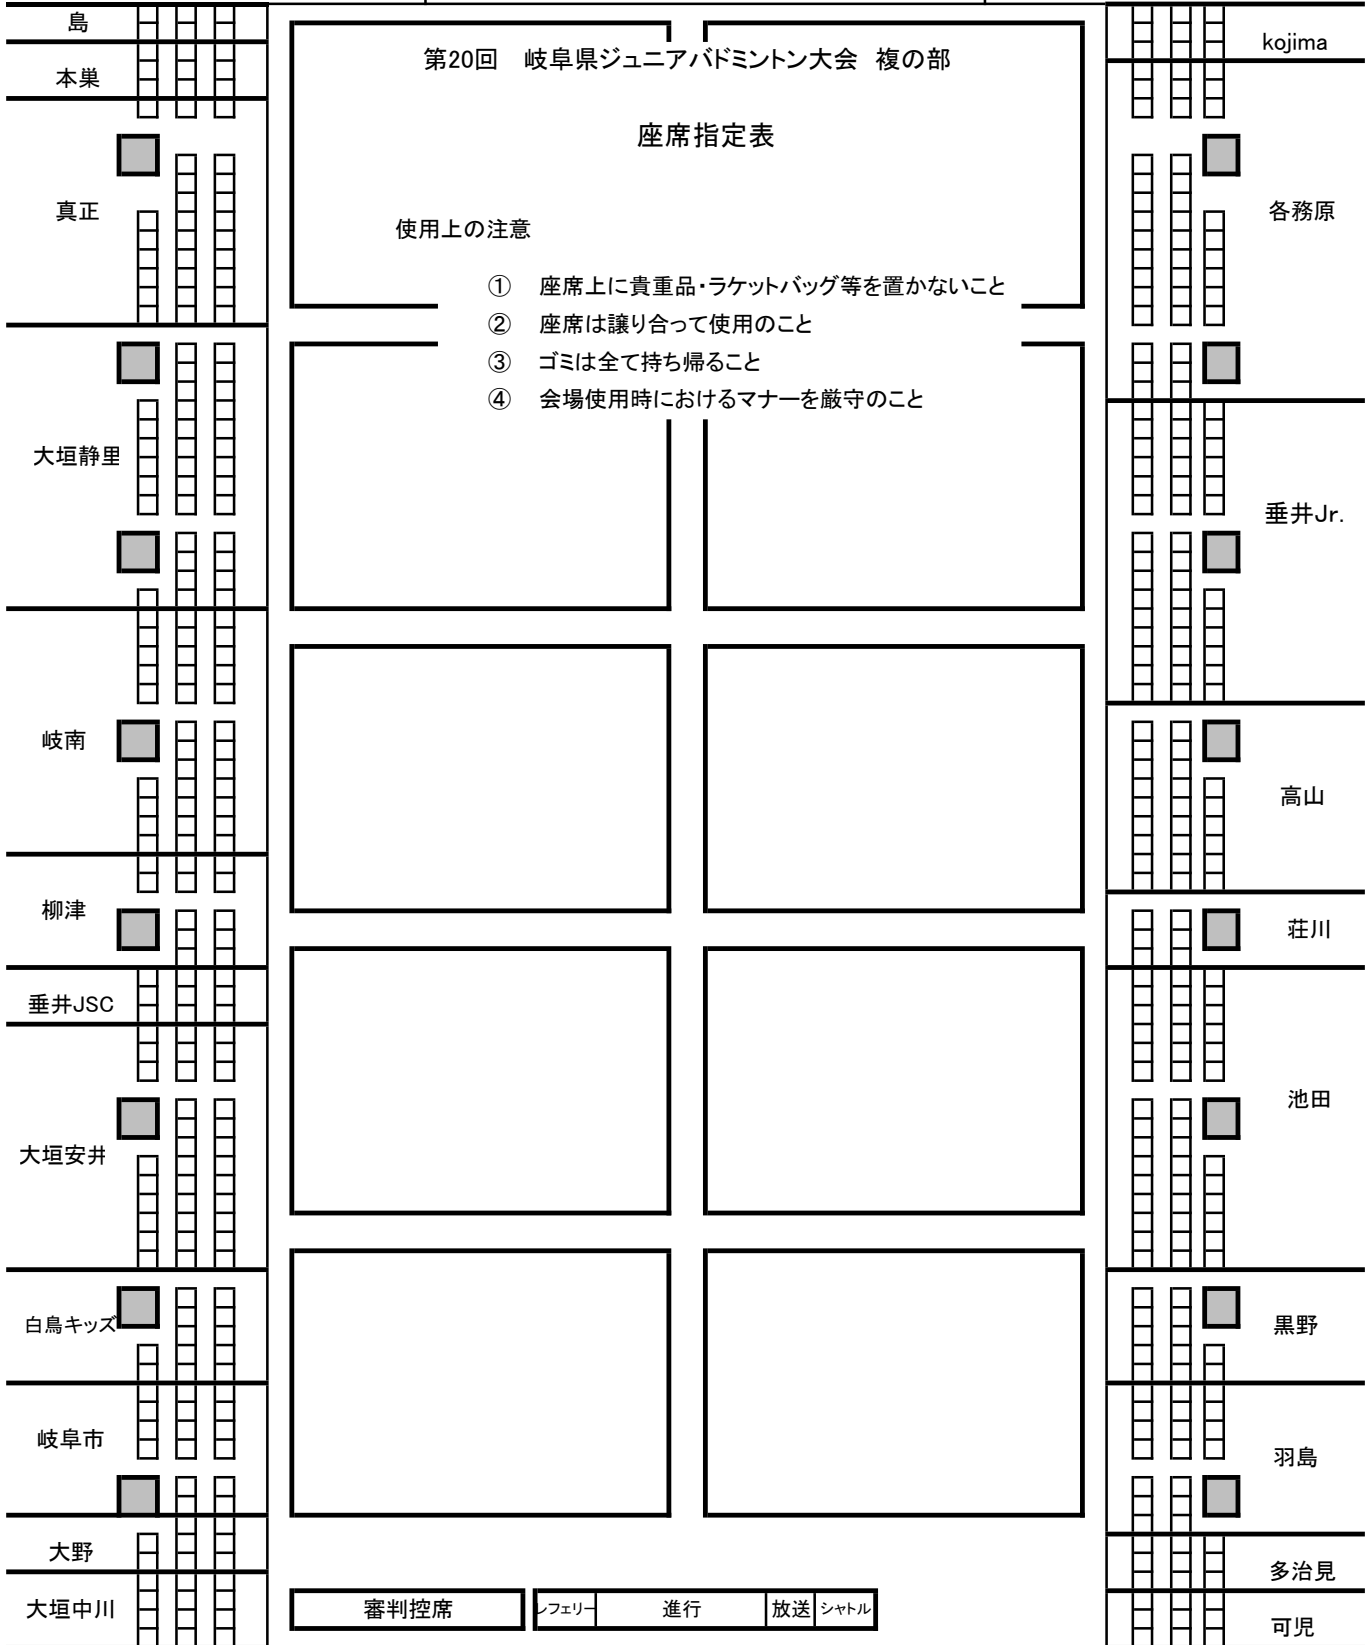 第20回　岐阜県ジュニアバドミントン大会 複の部
座席指定表
使用上の注意
①　座席上に貴重品・ラケットバッグ等を置かないこと
②　座席は譲り合って使用のこと
③　ゴミは全て持ち帰ること
④　会場使用時におけるマナーを厳守のこと
島
本巣
真正
大垣静里
岐南
柳津
垂井JSC
大垣安井
白鳥キッズ
岐阜市
大野
大垣中川
kojima
各務原
垂井Jr.
高山
荘川
池田
黒野
羽島
多治見
可児
審判控席
レフェリー 進行 放送 シャトル